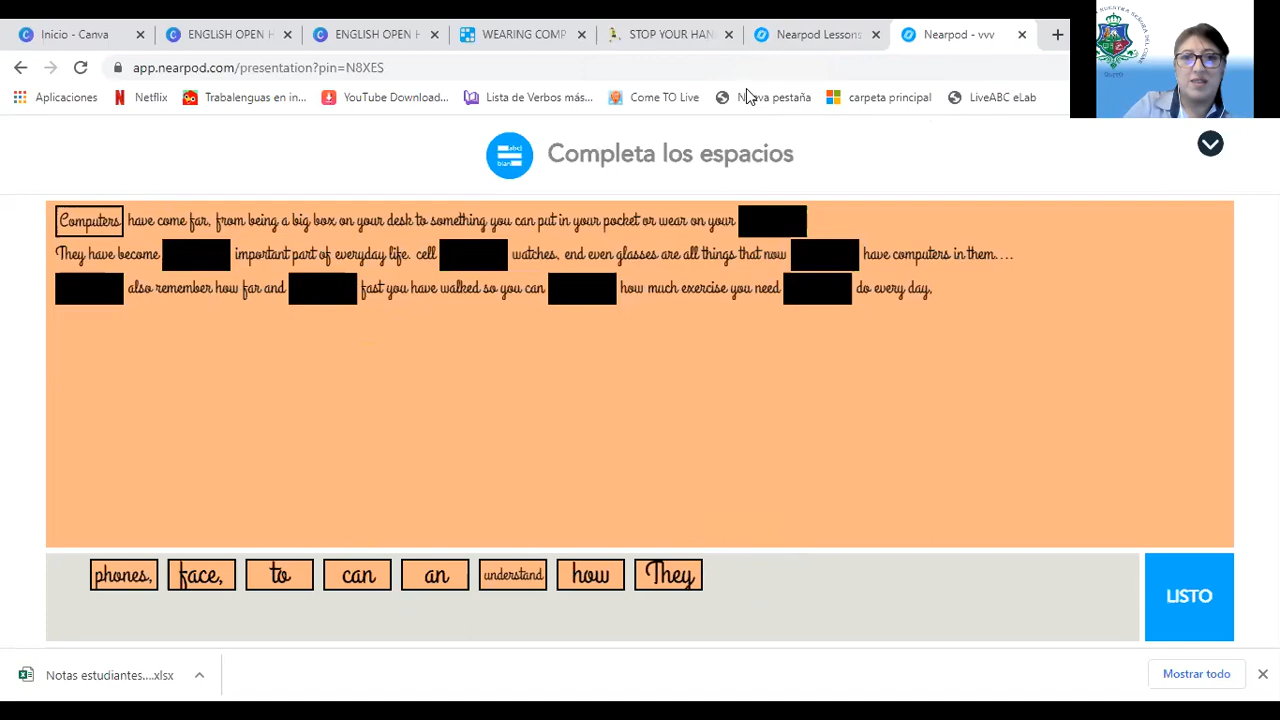 Inicio - Canva
ENGLISH OPEN H
ENGLISH OPEN
WEARING COMP
STOP YOUR HAN
Nearpod Lessons
Nearpod - vvv
app.nearpod.com/presentation?pin=N8XES
Aplicaciones
Netflix
Trabalenguas en in...
YouTube Download...
Lista de Verbos más...
Come TO Live
Nueva pestaña
carpeta principal
LiveABC eLab
Completa los espacios
Computers have come far, from being a big box on your desk to something you can put in your pocket or wear on your
They have become important part of everyday life. cell watches, end even glasses are all things that now have computers in them....
also remember how far and fast you have walked so you can how much exercise you need do every day,
phones, face, to can an understand how They
LISTO
Notas estudiantes....xlsx
Mostrar todo